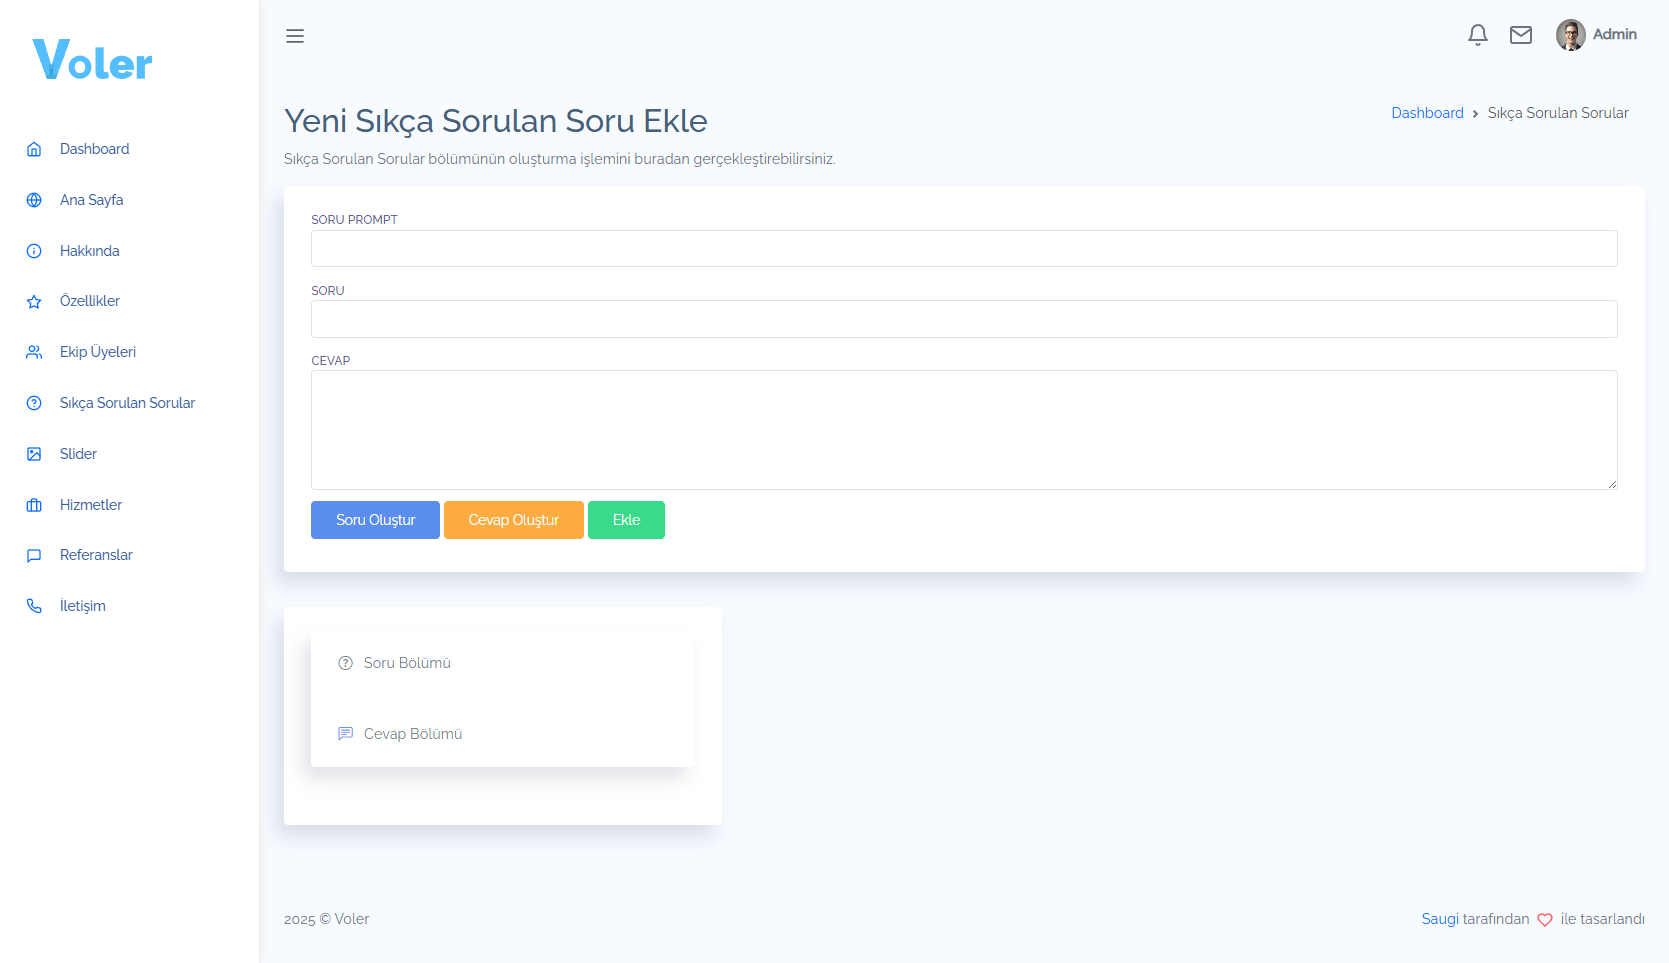 Voler
Dashboard
Ana Sayfa
Hakkında
Özellikler
Ekip Üyeleri
Sıkça Sorulan Sorular
Slider
Hizmetler
Referanslar
İletişim
Admin
Yeni Sıkça Sorulan Soru Ekle
Dashboard > Sıkça Sorulan Sorular
Sıkça Sorulan Sorular bölümünün oluşturma işlemini buradan gerçekleştirebilirsiniz.
SORU PROMPT
SORU
CEVAP
Soru Oluştur Cevap Oluştur Ekle
Soru Bölümü
Cevap Bölümü
2025 © Voler
Saugi tarafından ile tasarlandı